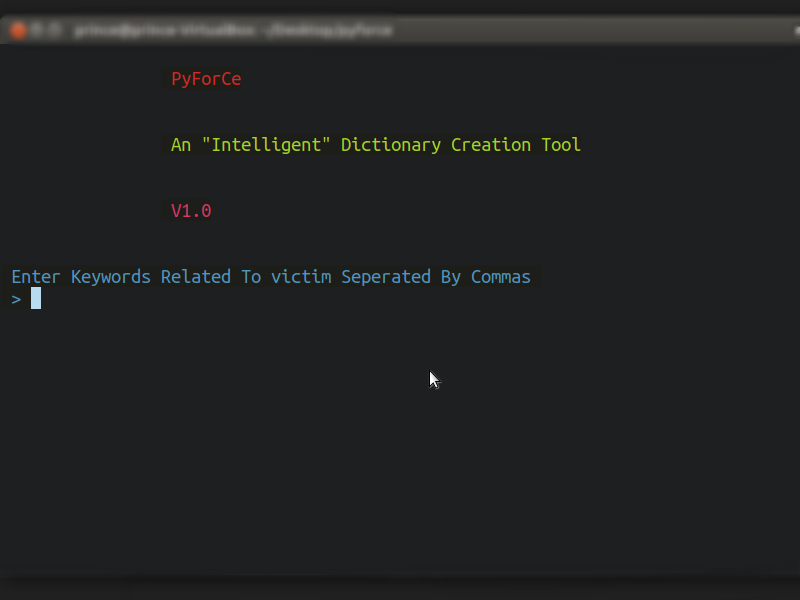 prince@prince-VirtualBox: ~/Desktop/pyforce
PyForCe
An "Intelligent" Dictionary Creation Tool
V1.0
Enter Keywords Related To victim Seperated By Commas
>